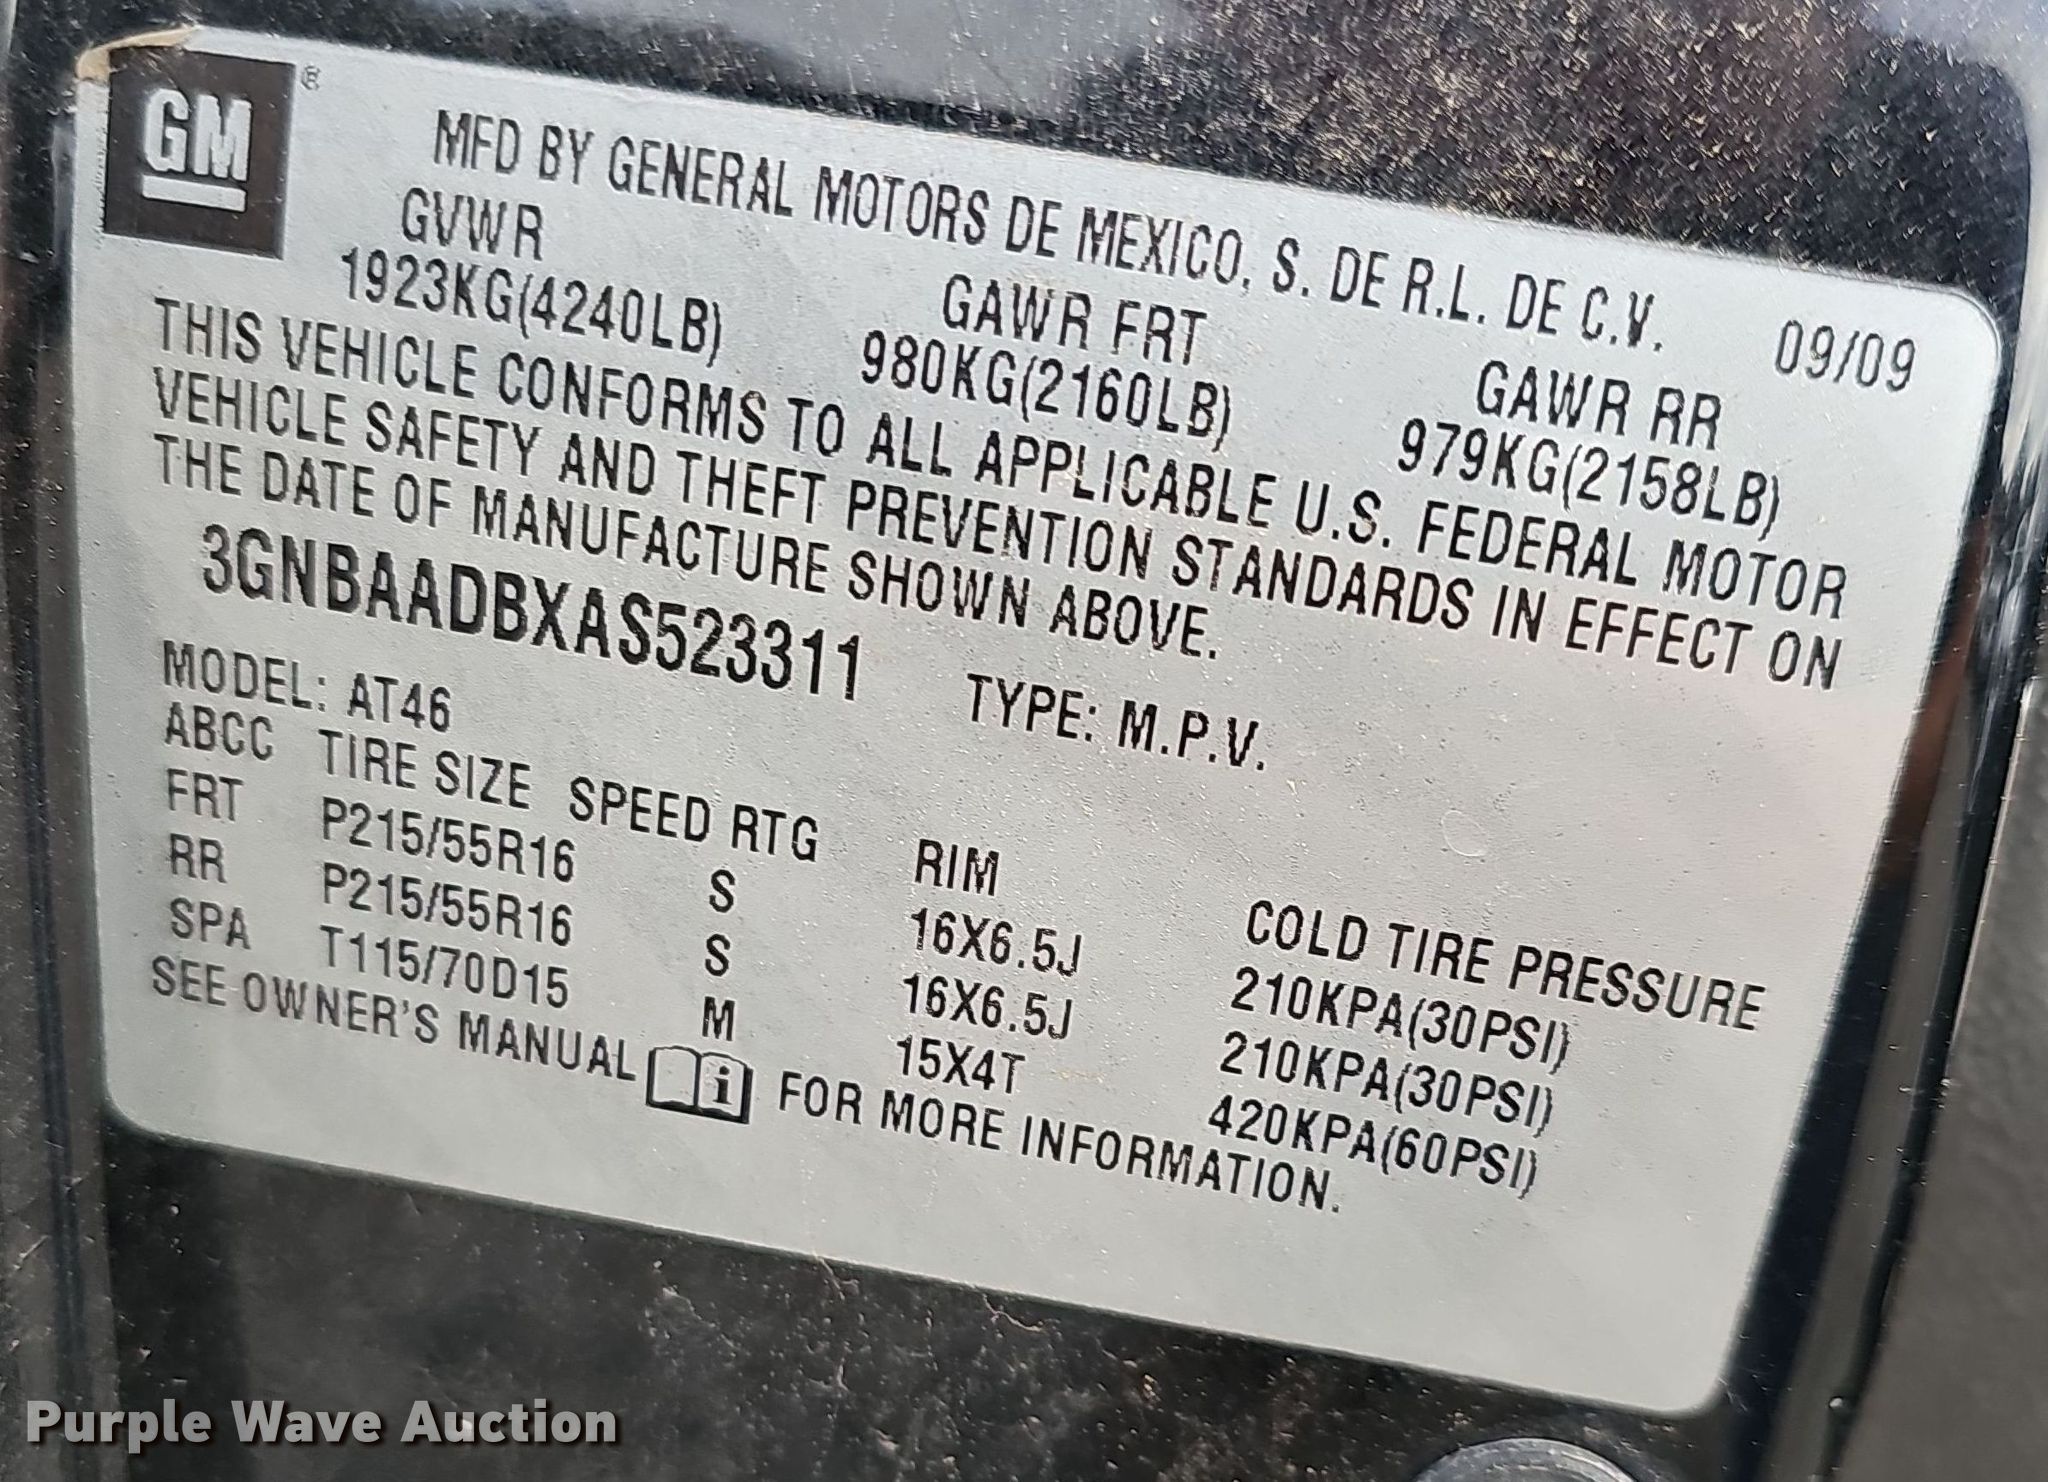 GM ®
MFD BY GENERAL MOTORS DE MEXICO, S. DE R.L. DE C.V. 09/09
GVWR GAWR FRT GAWR RR
1923KG(4240LB) 980KG(2160LB) 979KG(2158LB)
THIS VEHICLE CONFORMS TO ALL APPLICABLE U.S. FEDERAL MOTOR
VEHICLE SAFETY AND THEFT PREVENTION STANDARDS IN EFFECT ON
THE DATE OF MANUFACTURE SHOWN ABOVE.
3GNBAADBXAS523311 TYPE: M.P.V.
MODEL: AT46
ABCC TIRE SIZE SPEED RTG RIM COLD TIRE PRESSURE
FRT P215/55R16 S 16X6.5J 210KPA(30PSI)
RR P215/55R16 S 16X6.5J 210KPA(30PSI)
SPA T115/70D15 M 15X4T 420KPA(60PSI)
SEE OWNER'S MANUAL i FOR MORE INFORMATION.
Purple Wave Auction